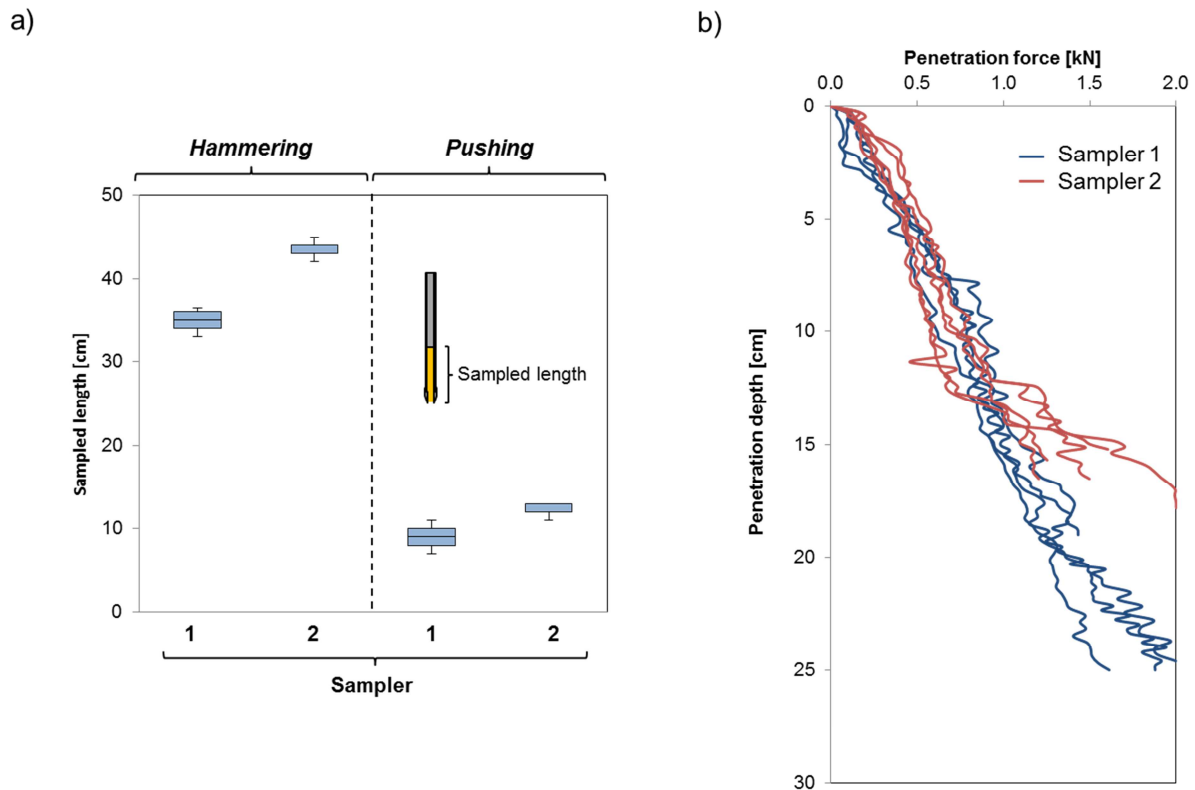 a)
Hammering
Pushing
Sampled length [cm]
50
40
30
20
10
0
Sampled length
1
2
1
2
Sampler
b)
Penetration force [kN]
0.0
0.5
1.0
1.5
2.0
Penetration depth [cm]
0
5
10
15
20
25
30
Sampler 1
Sampler 2